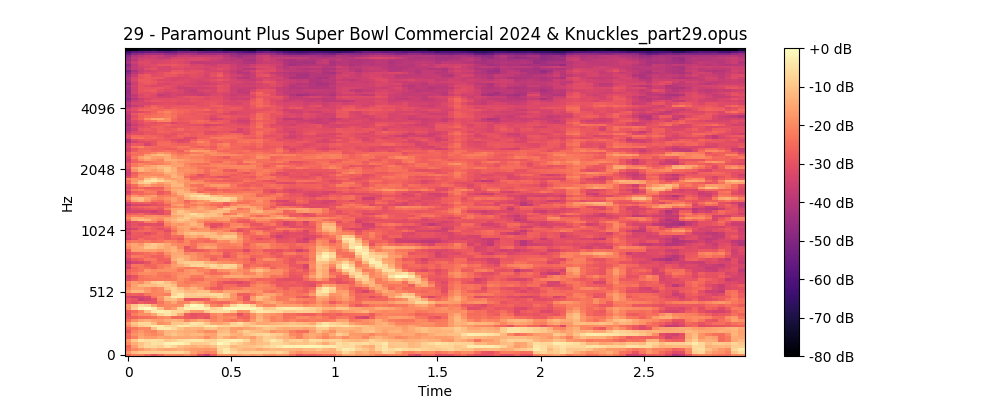 29 - Paramount Plus Super Bowl Commercial 2024 & Knuckles_part29.opus
Hz
4096
2048
1024
512
0
0 0.5 1 1.5 2 2.5
Time
+0 dB
-10 dB
-20 dB
-30 dB
-40 dB
-50 dB
-60 dB
-70 dB
-80 dB